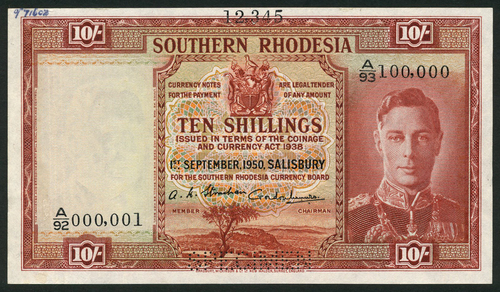 12,345
10/- SOUTHERN RHODESIA 10/-
A/93 100,000
CURRENCY NOTES ARE LEGAL TENDER
FOR THE PAYMENT OF ANY AMOUNT
TEN SHILLINGS
ISSUED IN TERMS OF THE COINAGE
AND CURRENCY ACT 1938
1ST SEPTEMBER, 1950, SALISBURY
FOR THE SOUTHERN RHODESIA CURRENCY BOARD
A/92 000,001
MEMBER CHAIRMAN
10/- 10/-